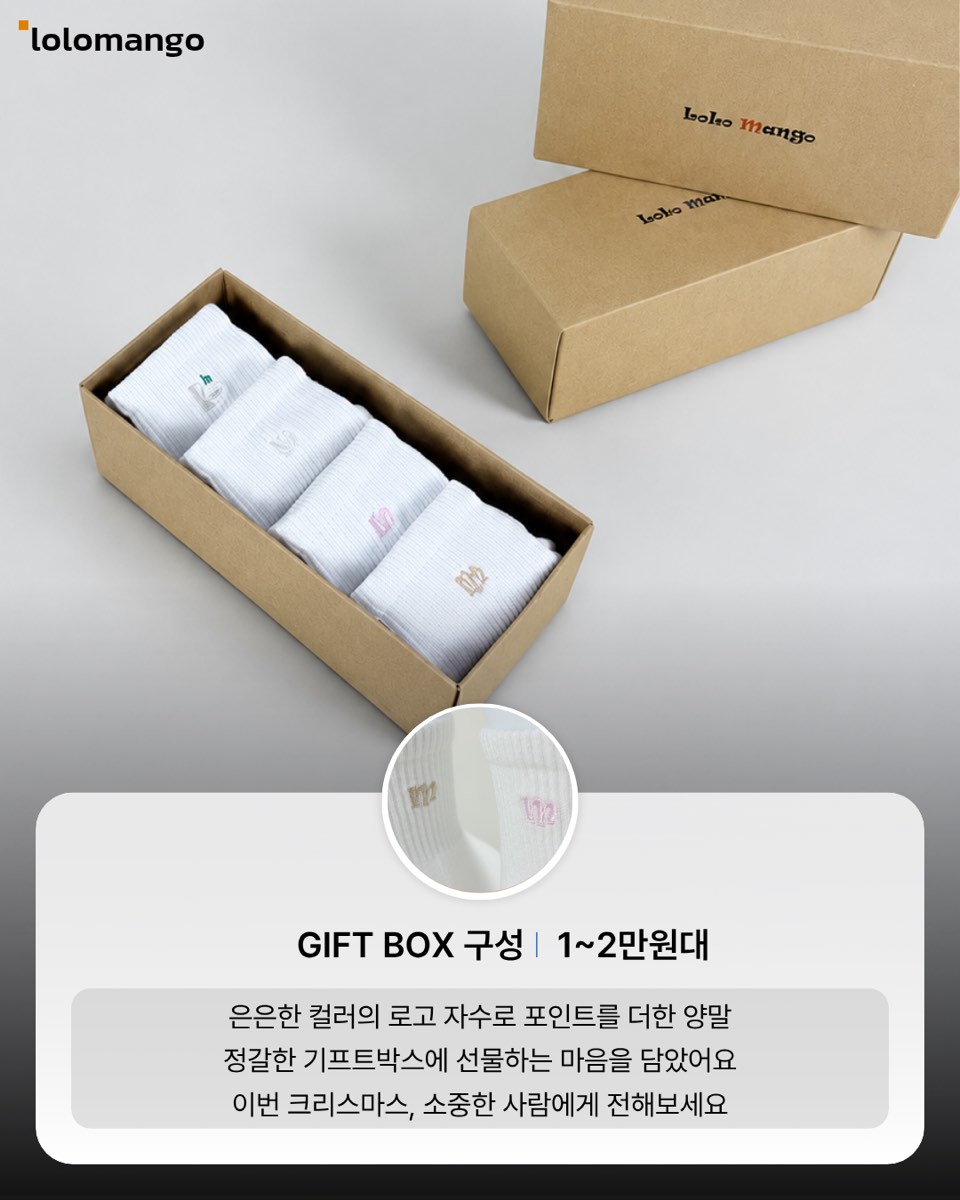 lolomango
Lolo mango
Lolo man
GIFT BOX 구성 | 1~2만원대
은은한 컬러의 로고 자수로 포인트를 더한 양말
정갈한 기프트박스에 선물하는 마음을 담았어요
이번 크리스마스, 소중한 사람에게 전해보세요